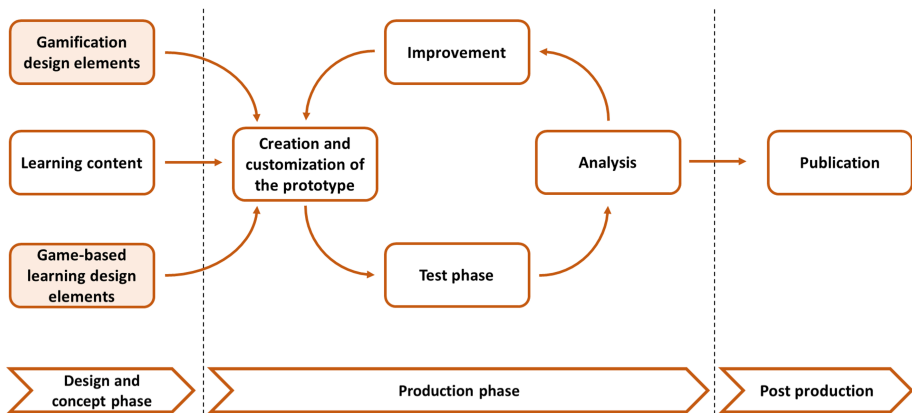 Gamification
design elements
Learning content
Game-based
learning design
elements
Improvement
Creation and
customization of
the prototype
Test phase
Analysis
Publication
Design and
concept phase
Production phase
Post production